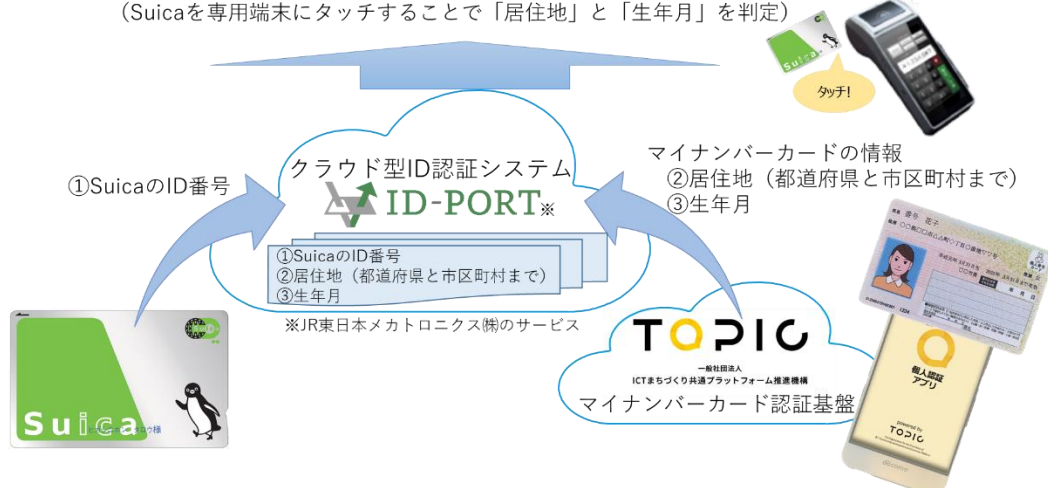 （Suicaを専用端末にタッチすることで「居住地」と「生年月」を判定）
Suica
タッチ!
クラウド型ID認証システム
ID-PORT※
①SuicaのID番号
マイナンバーカードの情報
②居住地（都道府県と市区町村まで）
③生年月
①SuicaのID番号
②居住地（都道府県と市区町村まで）
③生年月
※JR東日本メカトロニクス㈱のサービス
TOPIC
一般社団法人
ICTまちづくり共通プラットフォーム推進機構
マイナンバーカード認証基盤
Suica
番号 花子
個人認証
アプリ
powered by
TOPIC
docomo